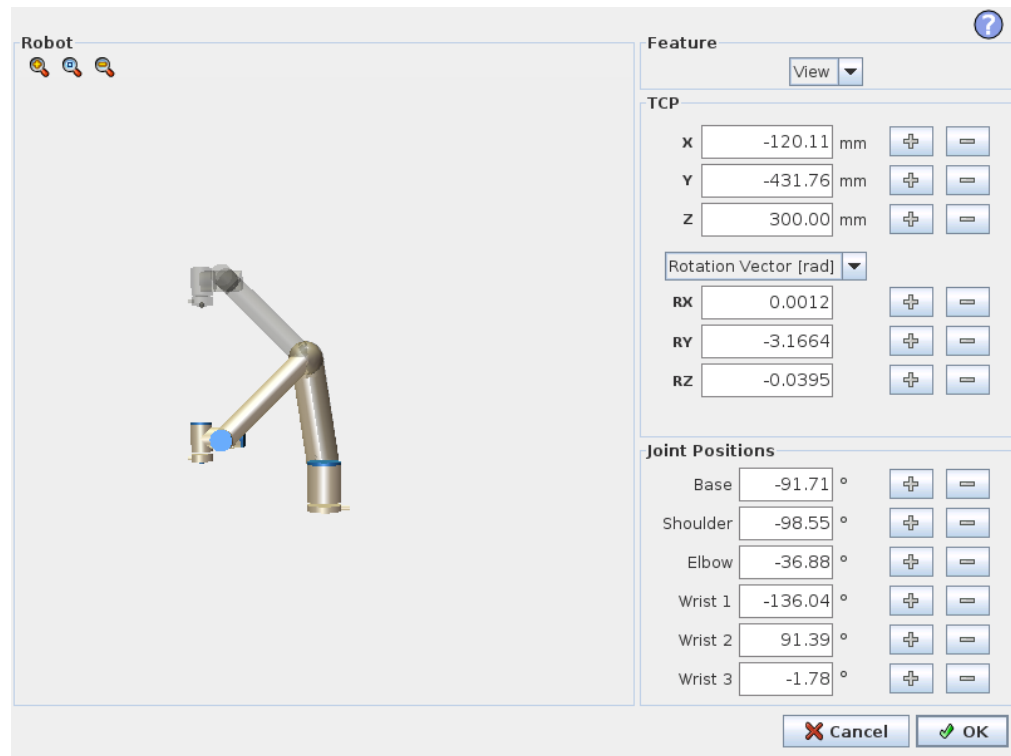 Robot
Feature
View
TCP
X -120.11 mm
Y -431.76 mm
Z 300.00 mm
Rotation Vector [rad]
RX 0.0012
RY -3.1664
RZ -0.0395
Joint Positions
Base -91.71 °
Shoulder -98.55 °
Elbow -36.88 °
Wrist 1 -136.04 °
Wrist 2 91.39 °
Wrist 3 -1.78 °
Cancel OK